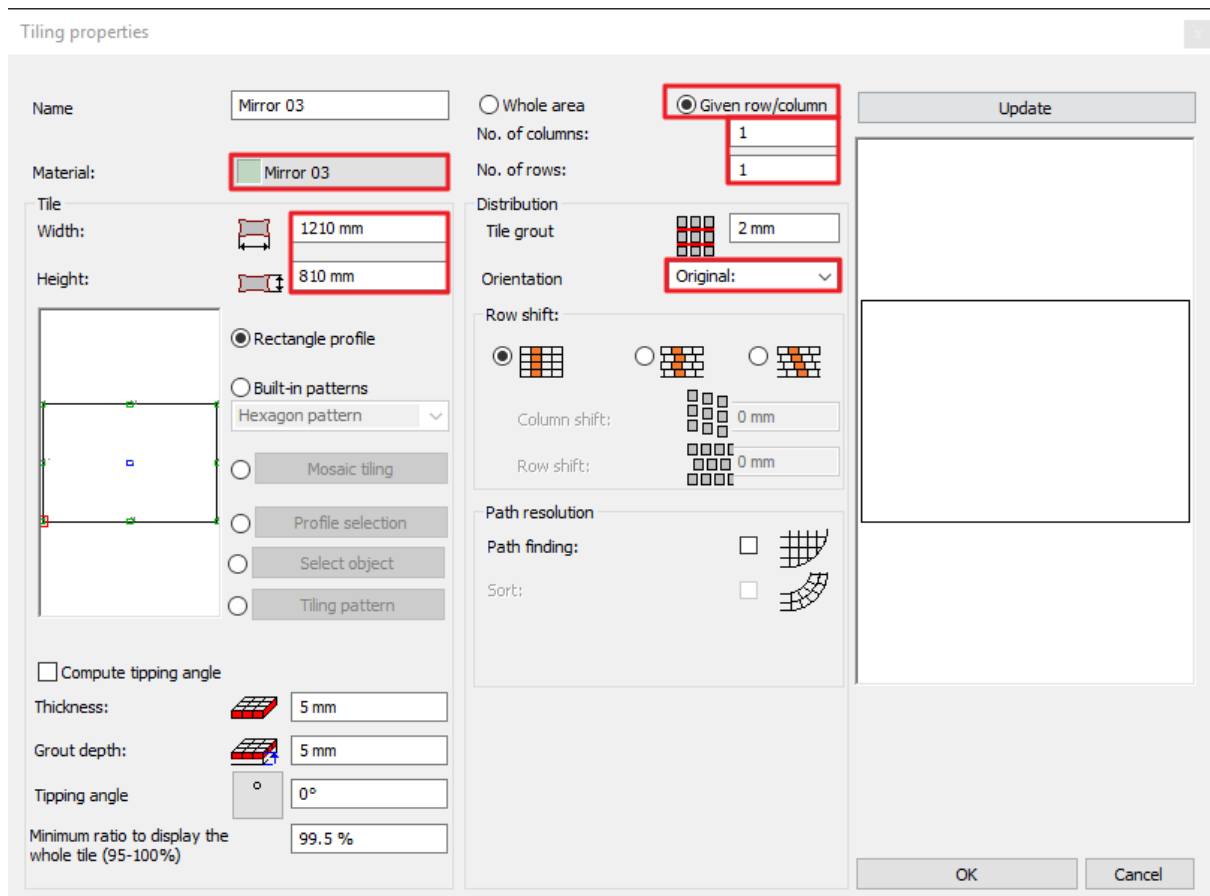 Tiling properties
x
Name
Mirror 03
Material:
Mirror 03
Tile
Width:
1210 mm
Height:
810 mm
Rectangle profile
Built-in patterns
Hexagon pattern
Mosaic tiling
Profile selection
Select object
Tiling pattern
Compute tipping angle
Thickness:
5 mm
Grout depth:
5 mm
Tipping angle
0°
Minimum ratio to display the
whole tile (95-100%)
99.5 %
Whole area
Given row/column
No. of columns:
1
No. of rows:
1
Distribution
Tile grout
2 mm
Orientation
Original:
Row shift:
Column shift:
0 mm
Row shift:
0 mm
Path resolution
Path finding:
Sort:
Update
OK
Cancel